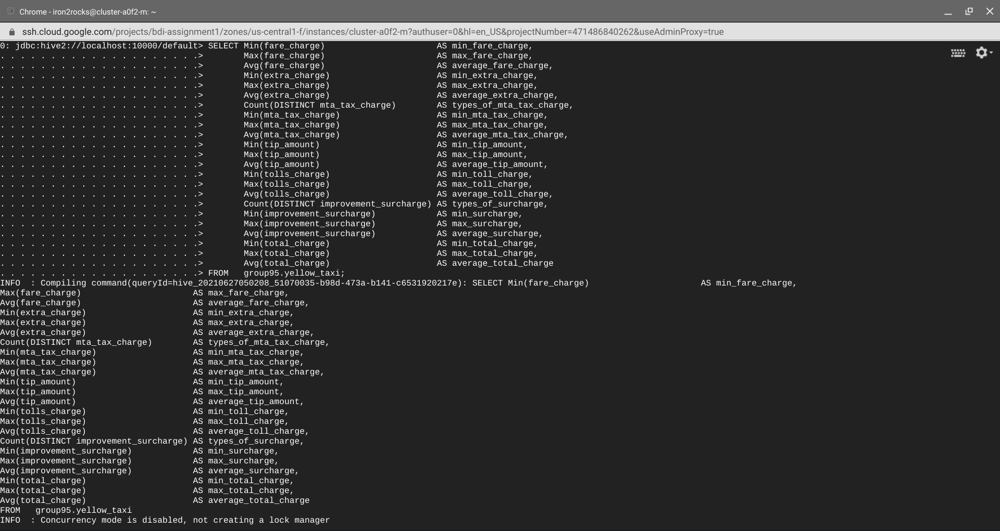 Chrome - iron2rocks@cluster-a0f2-m: ~
ssh.cloud.google.com/projects/bdi-assignment1/zones/us-central1-f/instances/cluster-a0f2-m?authuser=0&hl=en_US&projectNumber=471486840262&useAdminProxy=true
0: jdbc:hive2://localhost:10000/default> SELECT Min(fare_charge) AS min_fare_charge,
. . . . . . . . . . . . . . . . . . . .> Max(fare_charge) AS max_fare_charge,
. . . . . . . . . . . . . . . . . . . .> Avg(fare_charge) AS average_fare_charge,
. . . . . . . . . . . . . . . . . . . .> Min(extra_charge) AS min_extra_charge,
. . . . . . . . . . . . . . . . . . . .> Max(extra_charge) AS max_extra_charge,
. . . . . . . . . . . . . . . . . . . .> Avg(extra_charge) AS average_extra_charge,
. . . . . . . . . . . . . . . . . . . .> Count(DISTINCT mta_tax_charge) AS types_of_mta_tax_charge,
. . . . . . . . . . . . . . . . . . . .> Min(mta_tax_charge) AS min_mta_tax_charge,
. . . . . . . . . . . . . . . . . . . .> Max(mta_tax_charge) AS max_mta_tax_charge,
. . . . . . . . . . . . . . . . . . . .> Avg(mta_tax_charge) AS average_mta_tax_charge,
. . . . . . . . . . . . . . . . . . . .> Min(tip_amount) AS min_tip_amount,
. . . . . . . . . . . . . . . . . . . .> Max(tip_amount) AS max_tip_amount,
. . . . . . . . . . . . . . . . . . . .> Avg(tip_amount) AS average_tip_amount,
. . . . . . . . . . . . . . . . . . . .> Min(tolls_charge) AS min_toll_charge,
. . . . . . . . . . . . . . . . . . . .> Max(tolls_charge) AS max_toll_charge,
. . . . . . . . . . . . . . . . . . . .> Avg(tolls_charge) AS average_toll_charge,
. . . . . . . . . . . . . . . . . . . .> Count(DISTINCT improvement_surcharge) AS types_of_surcharge,
. . . . . . . . . . . . . . . . . . . .> Min(improvement_surcharge) AS min_surcharge,
. . . . . . . . . . . . . . . . . . . .> Max(improvement_surcharge) AS max_surcharge,
. . . . . . . . . . . . . . . . . . . .> Avg(improvement_surcharge) AS average_surcharge,
. . . . . . . . . . . . . . . . . . . .> Min(total_charge) AS min_total_charge,
. . . . . . . . . . . . . . . . . . . .> Max(total_charge) AS max_total_charge,
. . . . . . . . . . . . . . . . . . . .> Avg(total_charge) AS average_total_charge
. . . . . . . . . . . . . . . . . . . .> FROM group95.yellow_taxi;
INFO : Compiling command(queryId=hive_20210627050208_51070035-b98d-473a-b141-c6531920217e): SELECT Min(fare_charge) AS min_fare_charge,
Max(fare_charge) AS max_fare_charge,
Avg(fare_charge) AS average_fare_charge,
Min(extra_charge) AS min_extra_charge,
Max(extra_charge) AS max_extra_charge,
Avg(extra_charge) AS average_extra_charge,
Count(DISTINCT mta_tax_charge) AS types_of_mta_tax_charge,
Min(mta_tax_charge) AS min_mta_tax_charge,
Max(mta_tax_charge) AS max_mta_tax_charge,
Avg(mta_tax_charge) AS average_mta_tax_charge,
Min(tip_amount) AS min_tip_amount,
Max(tip_amount) AS max_tip_amount,
Avg(tip_amount) AS average_tip_amount,
Min(tolls_charge) AS min_toll_charge,
Max(tolls_charge) AS max_toll_charge,
Avg(tolls_charge) AS average_toll_charge,
Count(DISTINCT improvement_surcharge) AS types_of_surcharge,
Min(improvement_surcharge) AS min_surcharge,
Max(improvement_surcharge) AS max_surcharge,
Avg(improvement_surcharge) AS average_surcharge,
Min(total_charge) AS min_total_charge,
Max(total_charge) AS max_total_charge,
Avg(total_charge) AS average_total_charge
FROM group95.yellow_taxi
INFO : Concurrency mode is disabled, not creating a lock manager